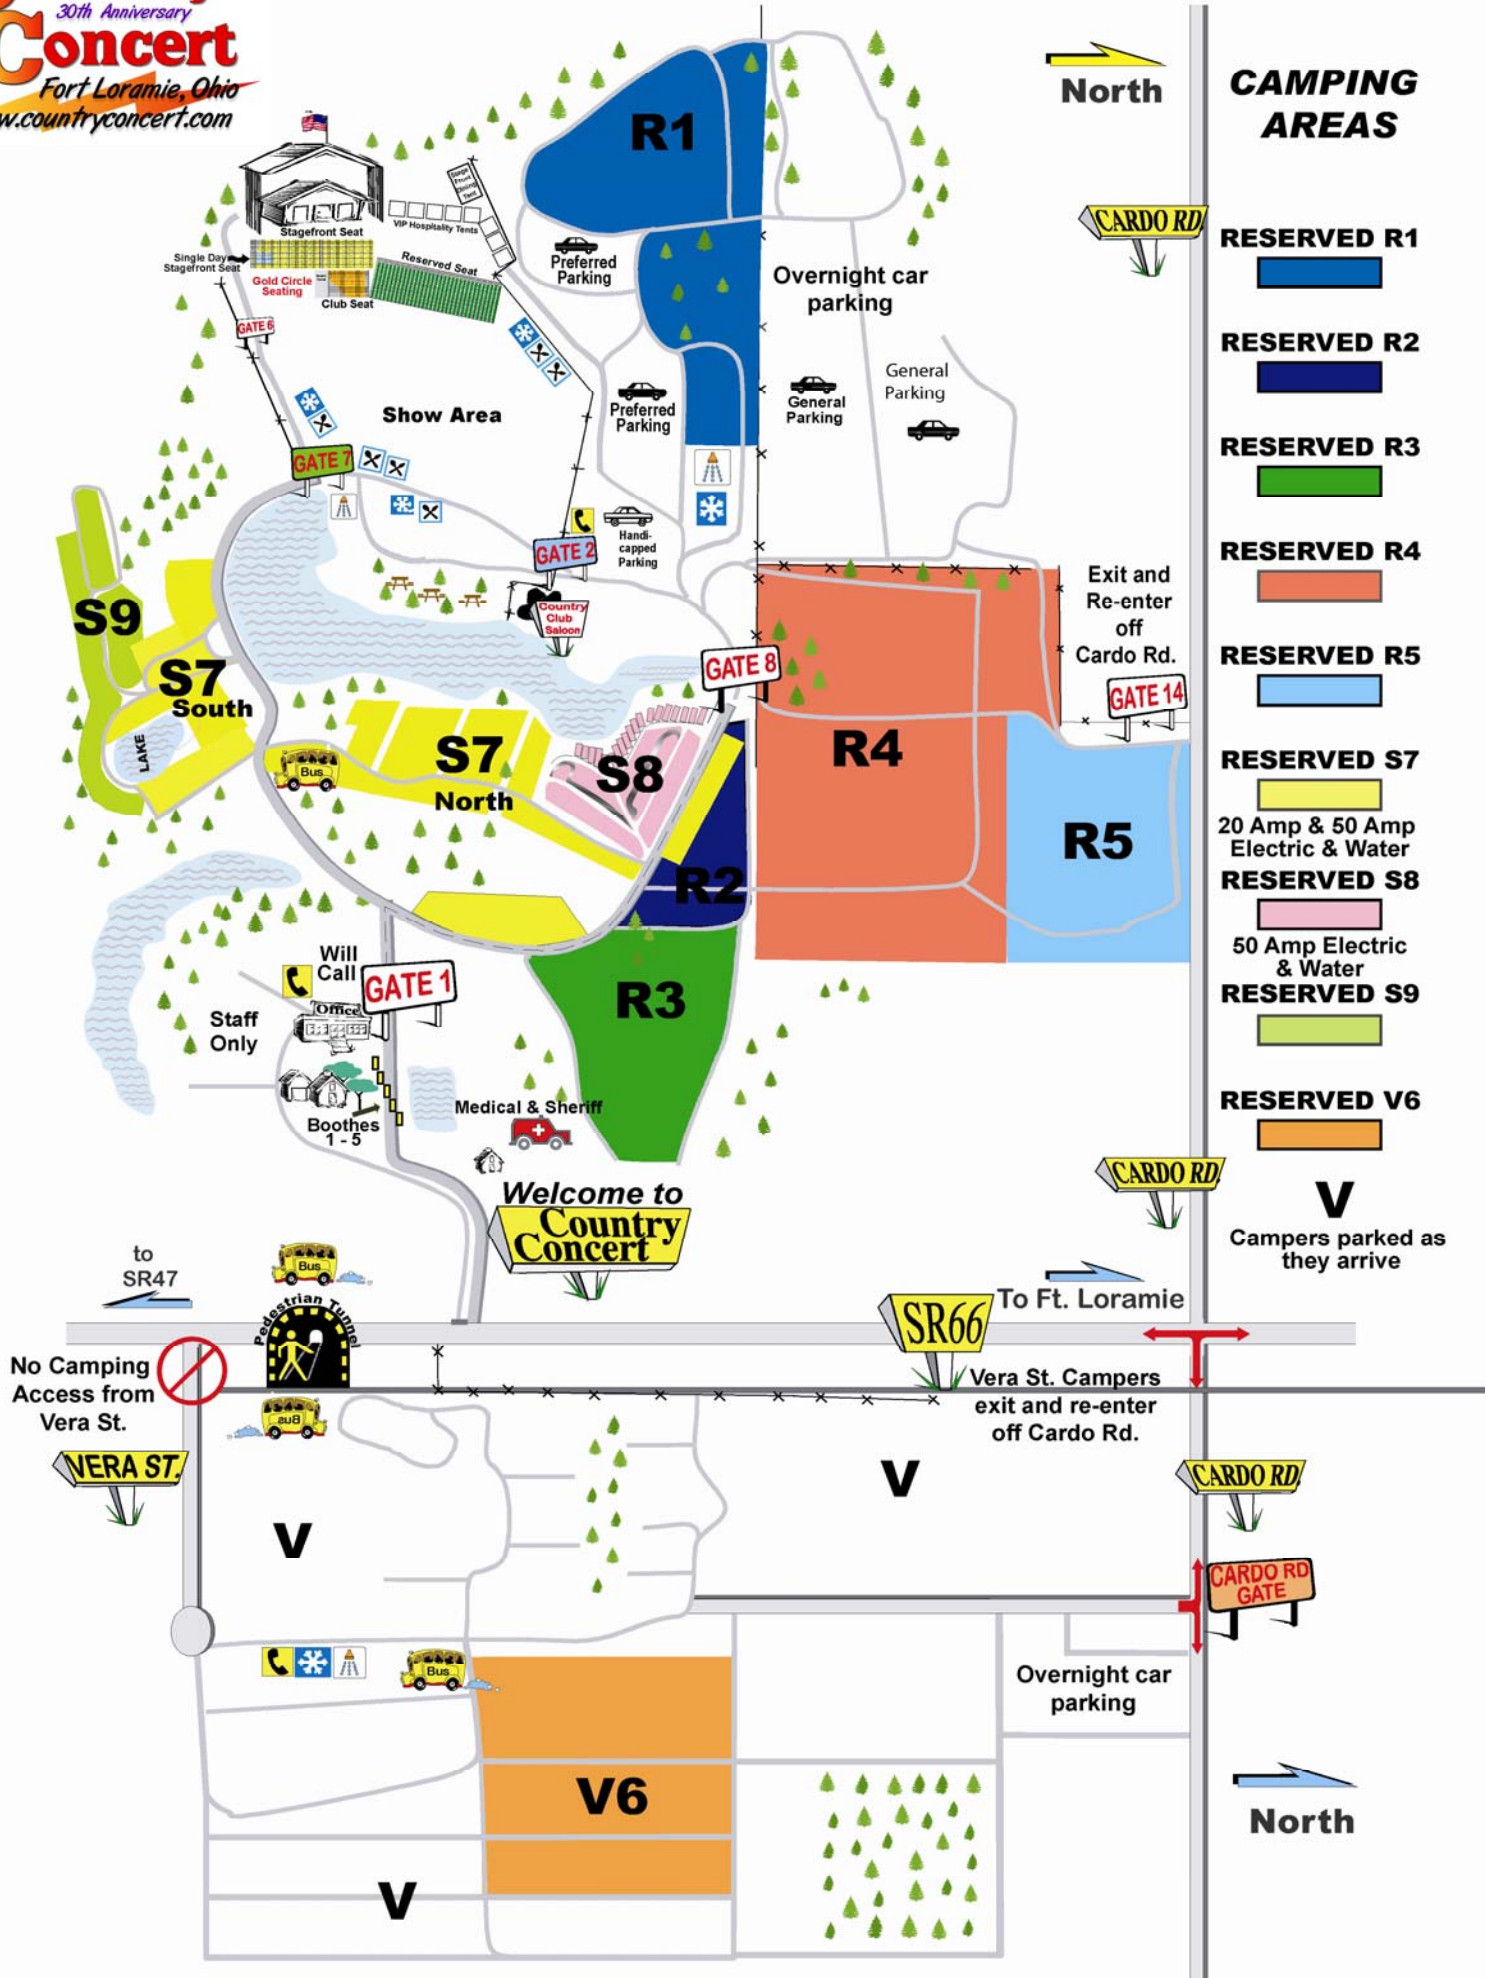 30th Anniversary
Concert
Fort Loramie, Ohio
w.countryconcert.com
North
CAMPING
AREAS
CARDO RD.
RESERVED R1
RESERVED R2
RESERVED R3
RESERVED R4
RESERVED R5
RESERVED S7
20 Amp & 50 Amp
Electric & Water
RESERVED S8
50 Amp Electric
& Water
RESERVED S9
RESERVED V6
V
Campers parked as
they arrive
R1
Stage
Front
Dining
Tent
VIP Hospitality Tents
Stagefront Seat
Single Day
Stagefront Seat
Reserved Seat
Gold Circle
Seating
Club Seat
Preferred
Parking
Overnight car
parking
GATE 6
Show Area
Preferred
Parking
General
Parking
General
Parking
GATE 7
GATE 2
Handi-
capped
Parking
Country
Club
Saloon
Exit and
Re-enter
off
Cardo Rd.
GATE 8
GATE 14
S9
S7
South
LAKE
Bus
S7
North
S8
R4
R5
R2
R3
Will
Call
GATE 1
Office
Staff
Only
Boothes
1 - 5
Medical & Sheriff
Welcome to
Country
Concert
CARDO RD.
to
SR47
Bus
Pedestrian Tunnel
SR66
To Ft. Loramie
No Camping
Access from
Vera St.
Bus
Vera St. Campers
exit and re-enter
off Cardo Rd.
VERA ST.
V
V
CARDO RD.
CARDO RD
GATE
Bus
Overnight car
parking
V6
V
North